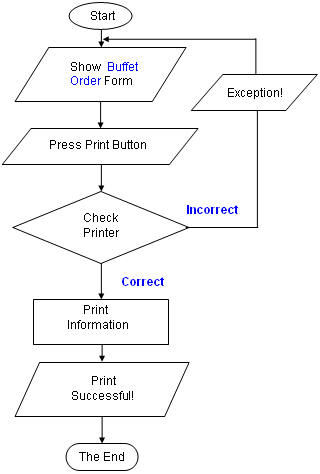 Start
Show Buffet
Order Form
Exception!
Press Print Button
Incorrect
Check
Printer
Correct
Print
Information
Print
Successful!
The End